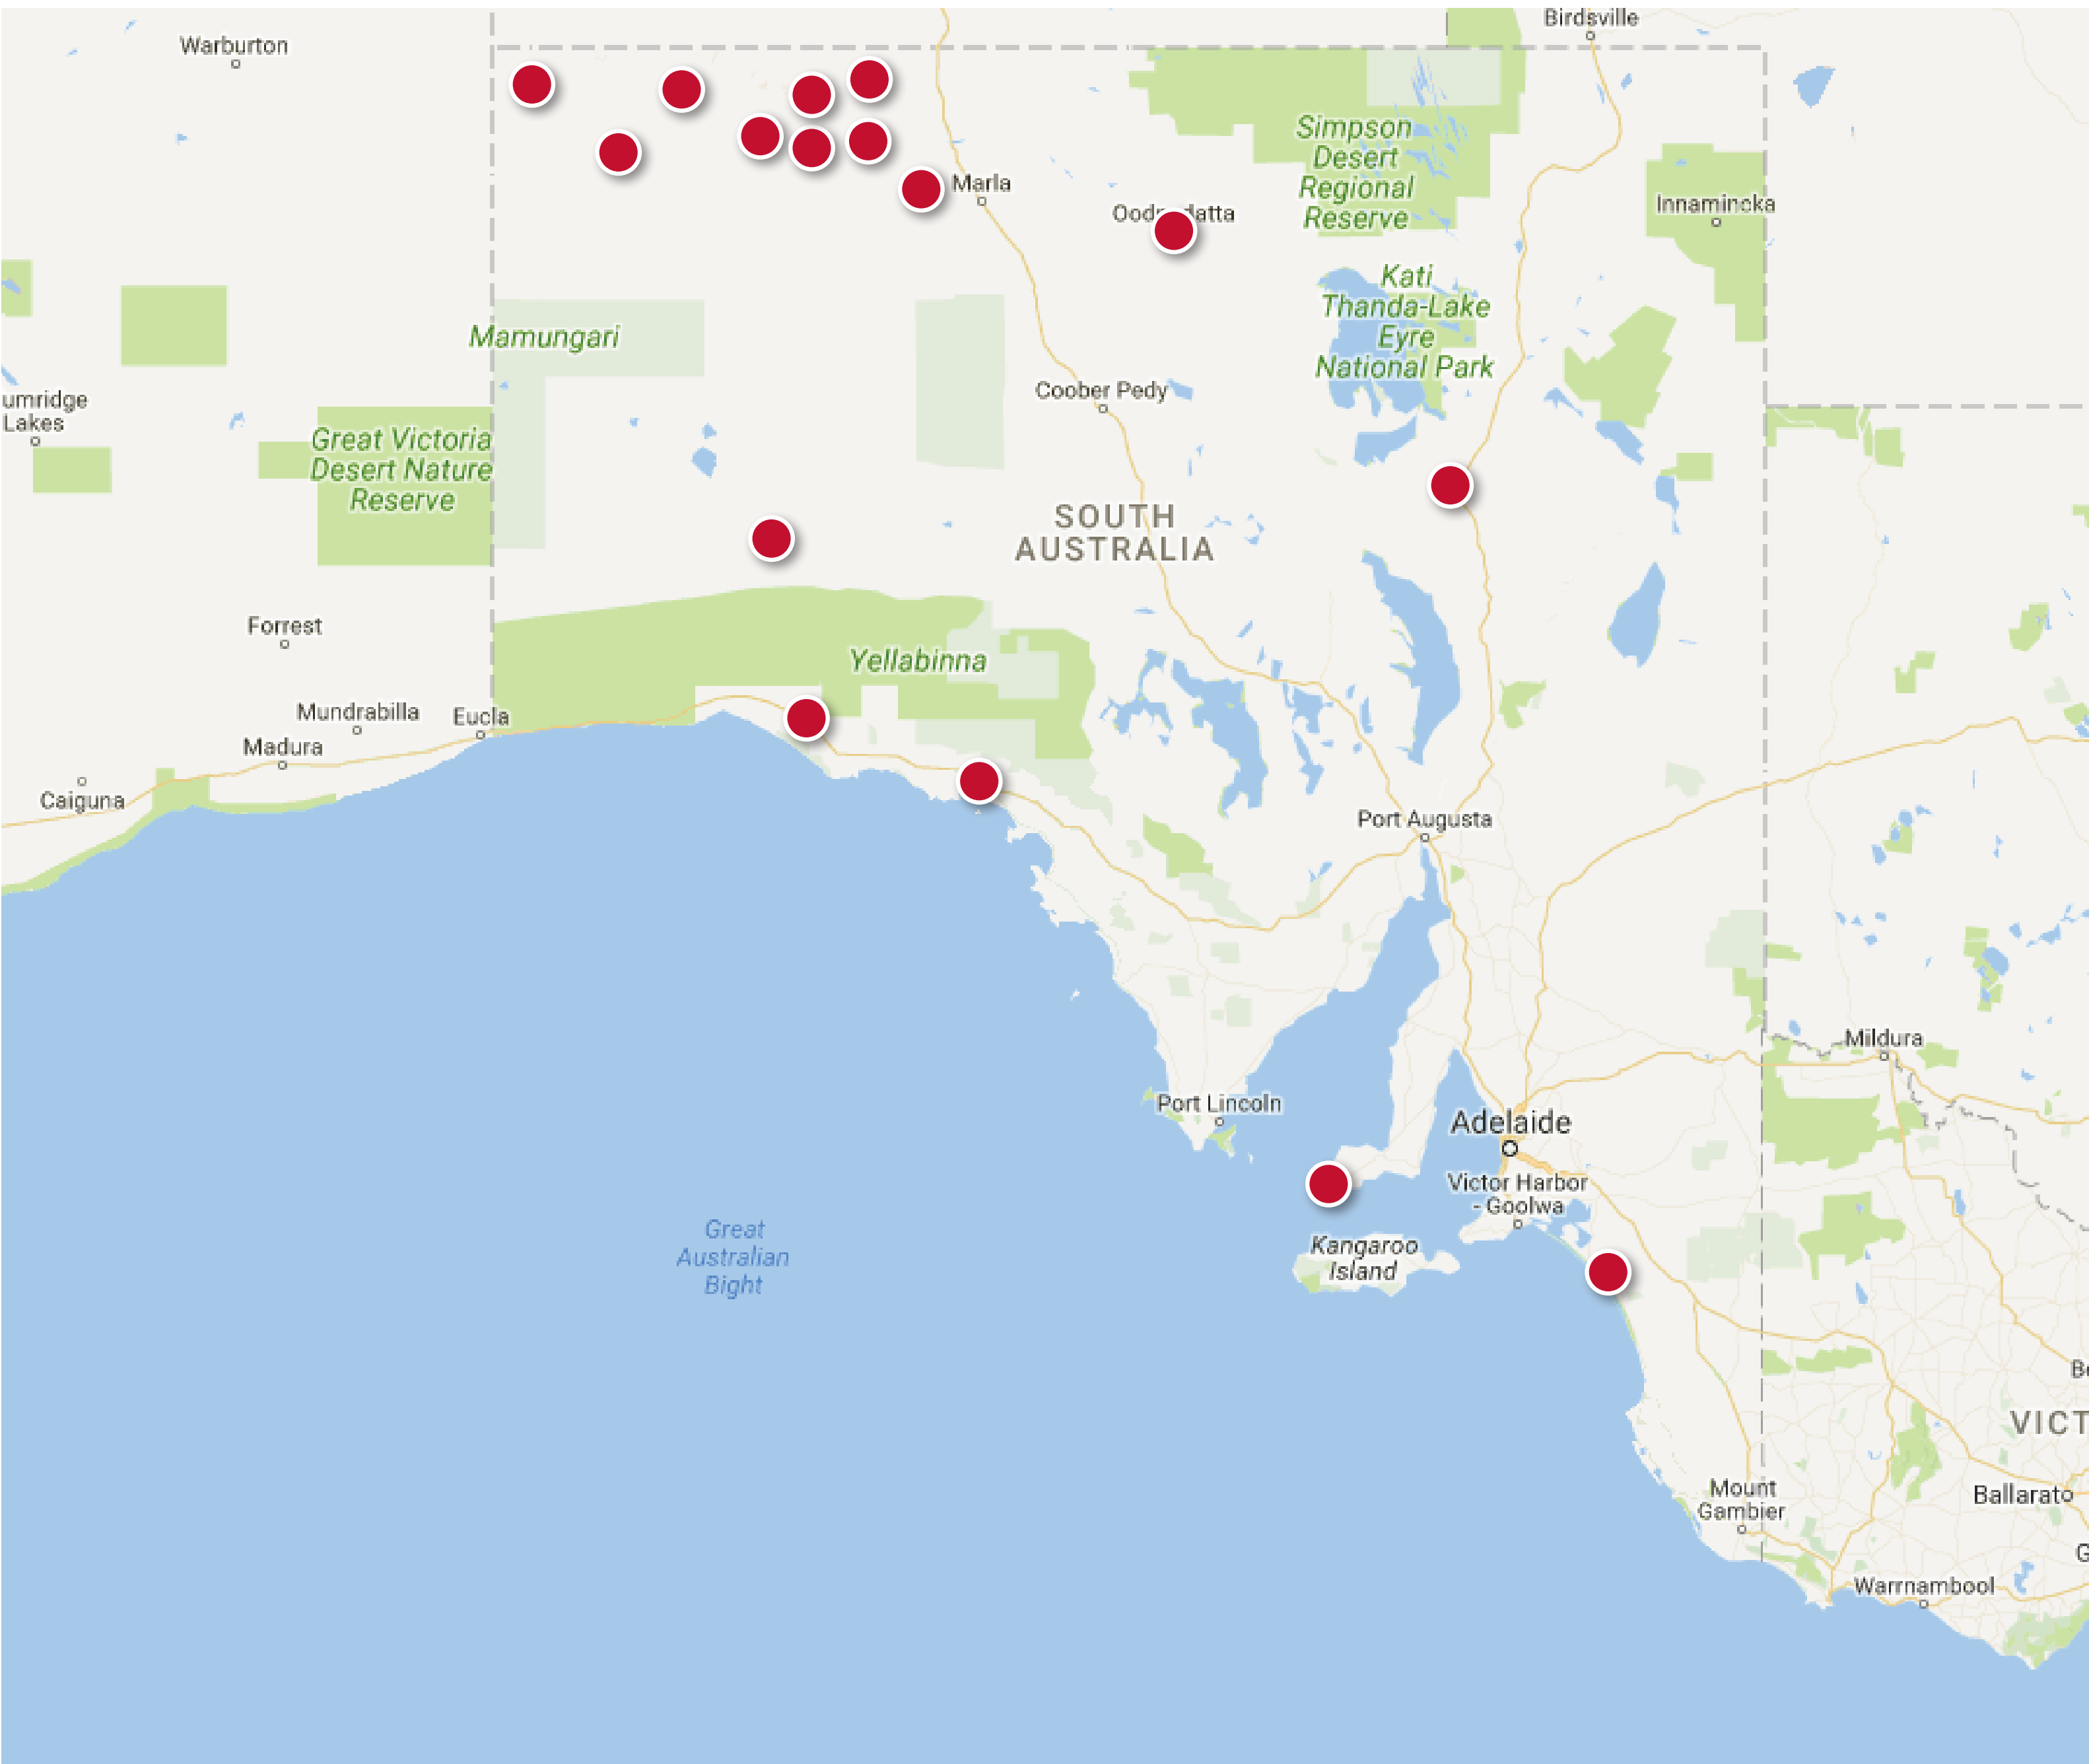 Birdsville
Warburton
Simpson
Desert
Regional
Reserve
Marla
Innamincka
Kati
Thanda-Lake
Eyre
National Park
Mamungari
Coober Pedy
umridge
Lakes
Great Victoria
Desert Nature
Reserve
SOUTH
AUSTRALIA
Forrest
Yellabinna
Mundrabilla
Eucla
Madura
Caiguna
Port Augusta
Mildura
Port Lincoln
Adelaide
Victor Harbor
- Goolwa
Great
Australian
Bight
Kangaroo
Island
VICT
Mount
Gambier
Ballarat
Warrnambool